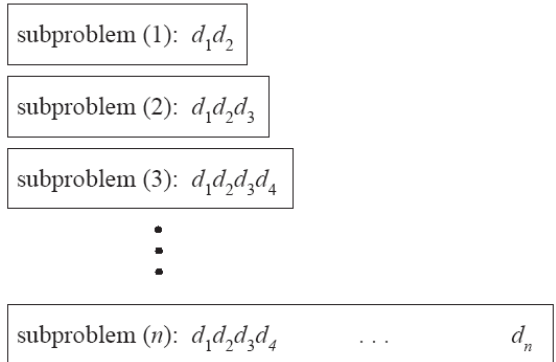 subproblem (1): d₁d₂
subproblem (2): d₁d₂d₃
subproblem (3): d₁d₂d₃d₄
subproblem (n): d₁d₂d₃d₄ . . . dₙ